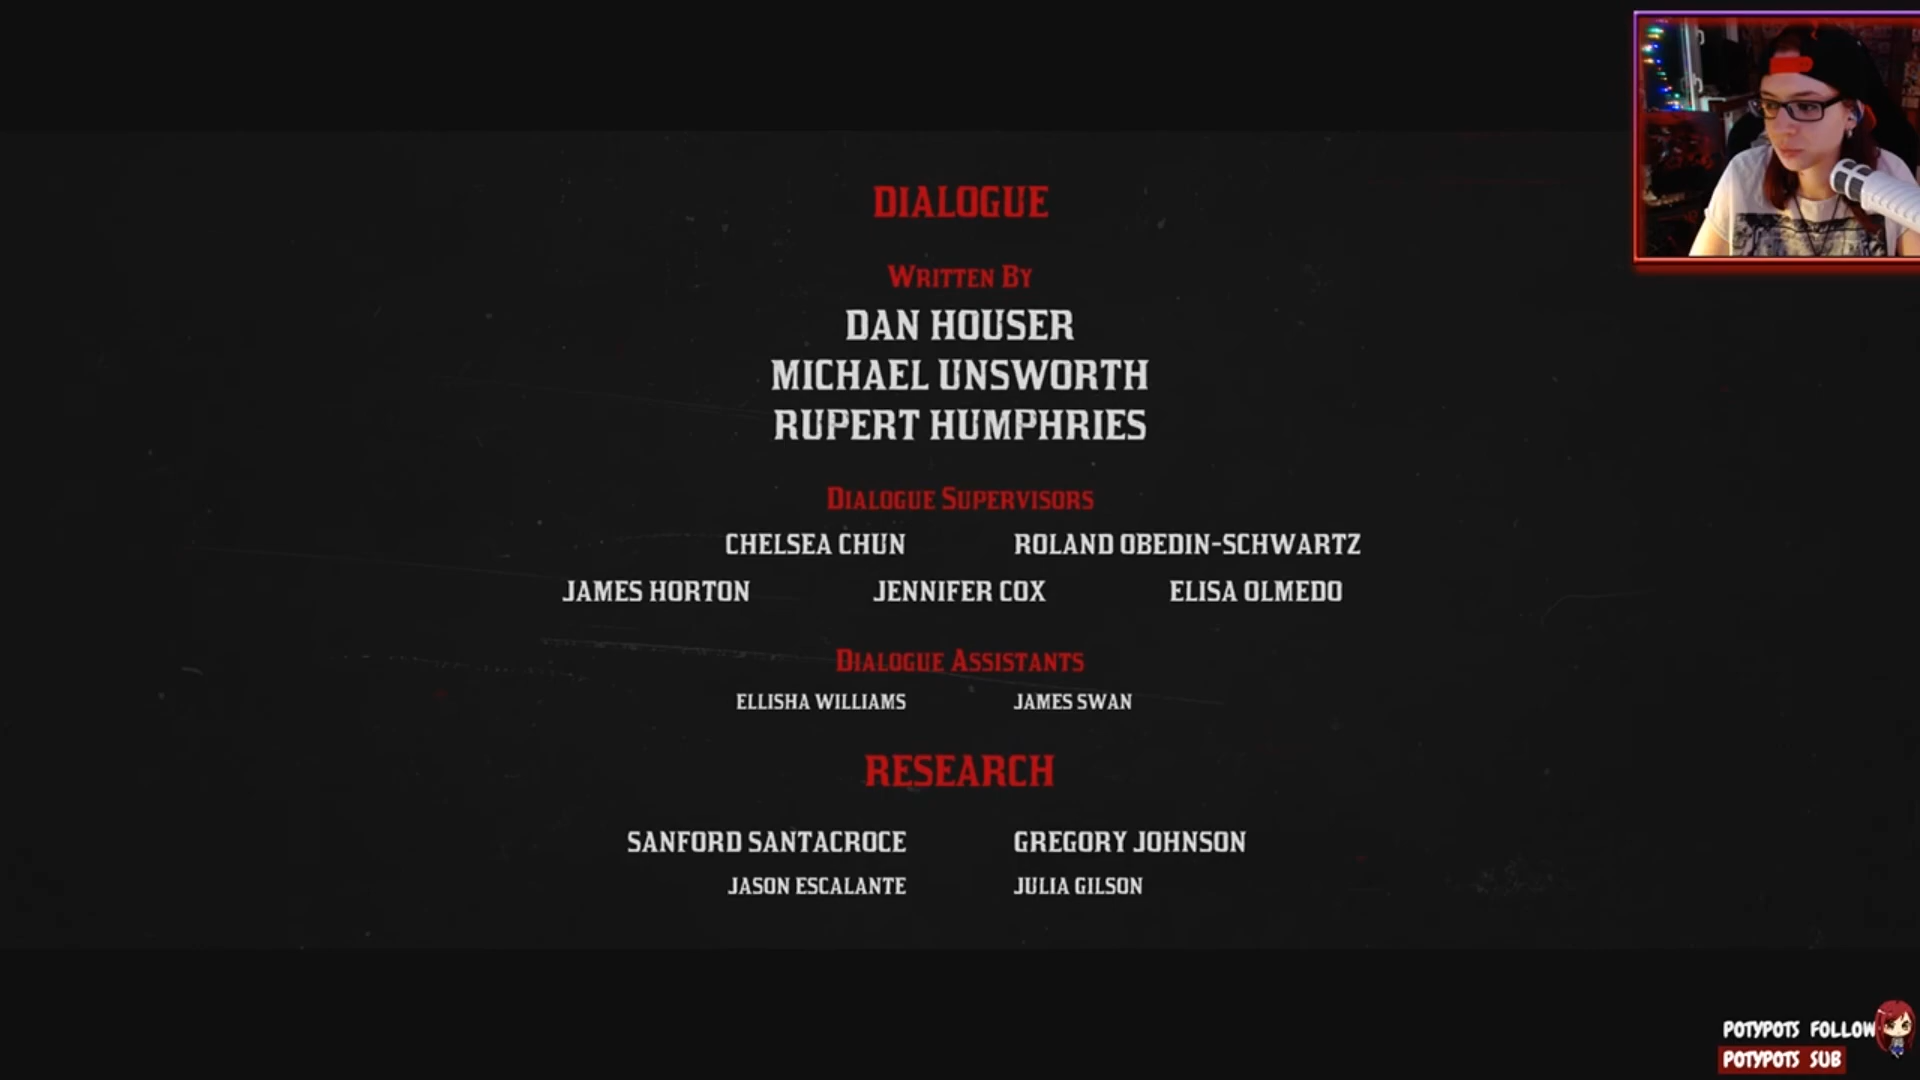 DIALOGUE
WRITTEN BY
DAN HOUSER
MICHAEL UNSWORTH
RUPERT HUMPHRIES
DIALOGUE SUPERVISORS
CHELSEA CHUN ROLAND OBEDIN-SCHWARTZ
JAMES HORTON JENNIFER COX ELISA OLMEDO
DIALOGUE ASSISTANTS
ELLISHA WILLIAMS JAMES SWAN
RESEARCH
SANFORD SANTACROCE GREGORY JOHNSON
JASON ESCALANTE JULIA GILSON
POTYPOTS FOLLOW
POTYPOTS SUB